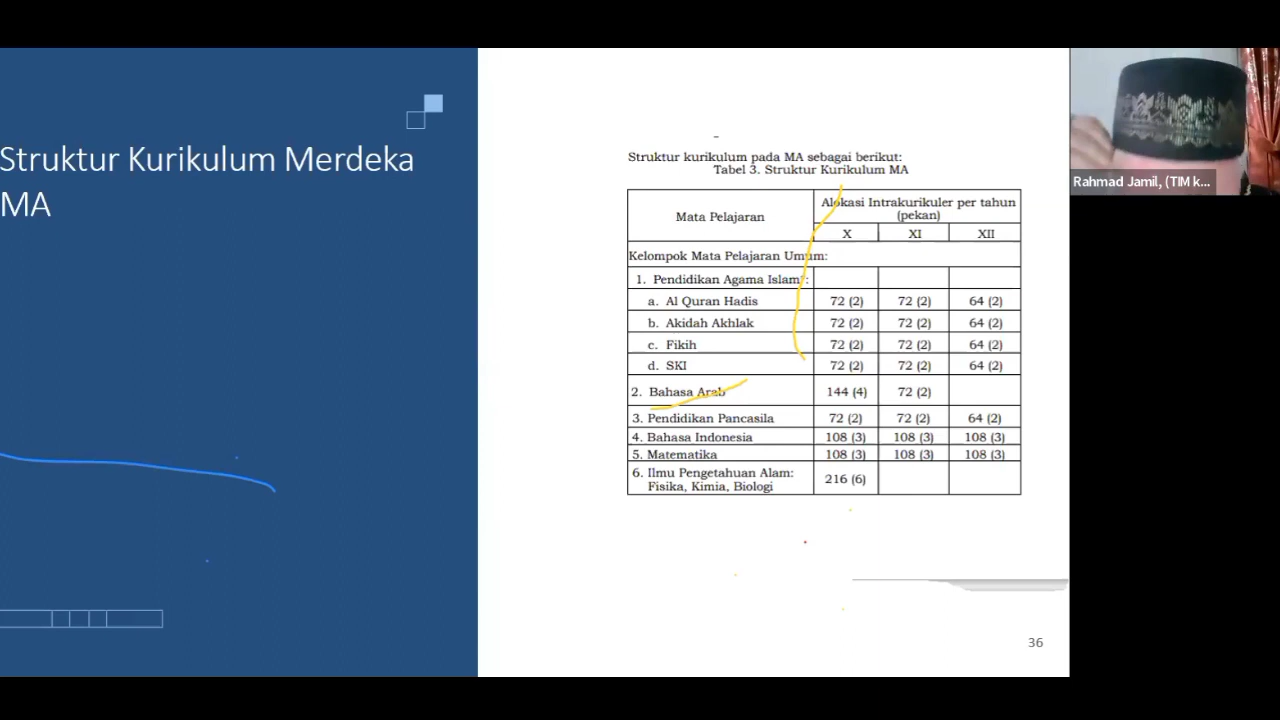 Struktur Kurikulum Merdeka
MA
Struktur kurikulum pada MA sebagai berikut:
Tabel 3. Struktur Kurikulum MA
Mata Pelajaran
Alokasi Intrakurikuler per tahun
(pekan)
X XI XII
Kelompok Mata Pelajaran Umum:
1. Pendidikan Agama Islam*:
a. Al Quran Hadis 72 (2) 72 (2) 64 (2)
b. Akidah Akhlak 72 (2) 72 (2) 64 (2)
c. Fikih 72 (2) 72 (2) 64 (2)
d. SKI 72 (2) 72 (2) 64 (2)
2. Bahasa Arab 144 (4) 72 (2)
3. Pendidikan Pancasila 72 (2) 72 (2) 64 (2)
4. Bahasa Indonesia 108 (3) 108 (3) 108 (3)
5. Matematika 108 (3) 108 (3) 108 (3)
6. Ilmu Pengetahuan Alam:
Fisika, Kimia, Biologi 216 (6)
36
Rahmad Jamil, (TIM k...